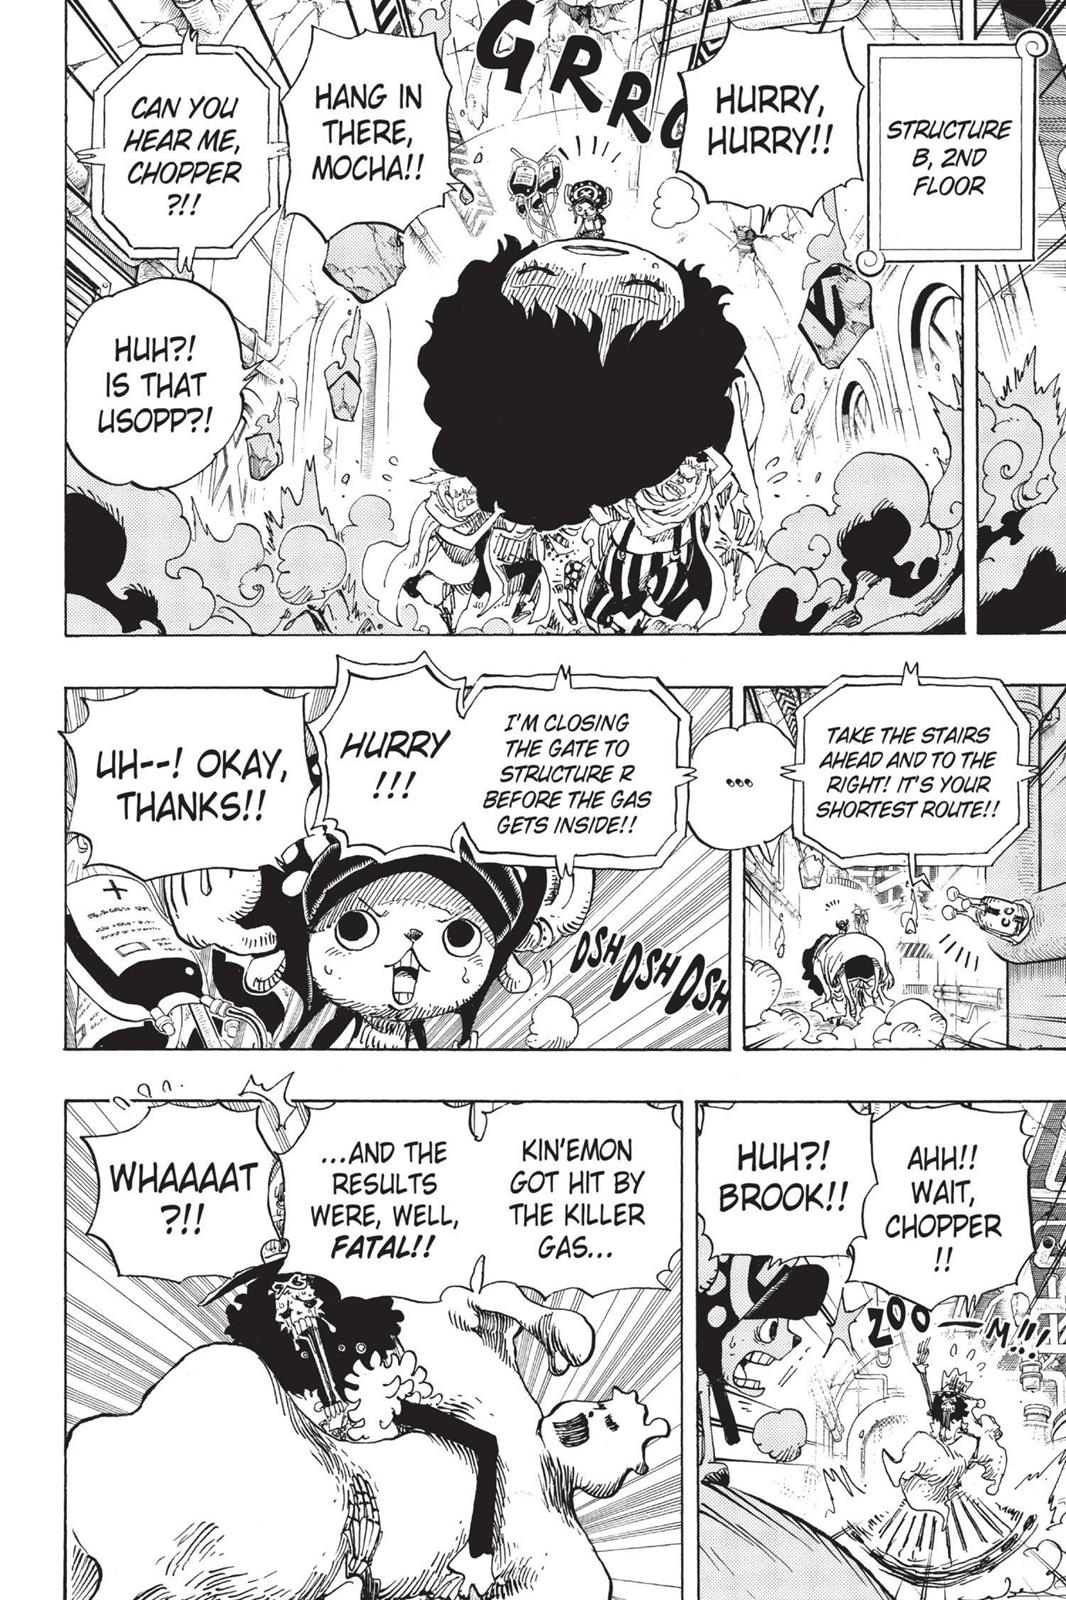 STRUCTURE
B, 2ND
FLOOR
HURRY,
HURRY!!
GRRO
HANG IN
THERE,
MOCHA!!
CAN YOU
HEAR ME,
CHOPPER
?!!
HUH?!
IS THAT
USOPP?!
TAKE THE STAIRS
AHEAD AND TO THE
RIGHT! IT'S YOUR
SHORTEST ROUTE!!
...
I'M CLOSING
THE GATE TO
STRUCTURE R
BEFORE THE GAS
GETS INSIDE!!
HURRY
!!!
UH--! OKAY,
THANKS!!
DSH DSH DSH
AHH!!
WAIT,
CHOPPER
!!
HUH?!
BROOK!!
ZOO—M!!!
KIN'EMON
GOT HIT BY
THE KILLER
GAS...
...AND THE
RESULTS
WERE, WELL,
FATAL!!
WHAAAAT
?!!